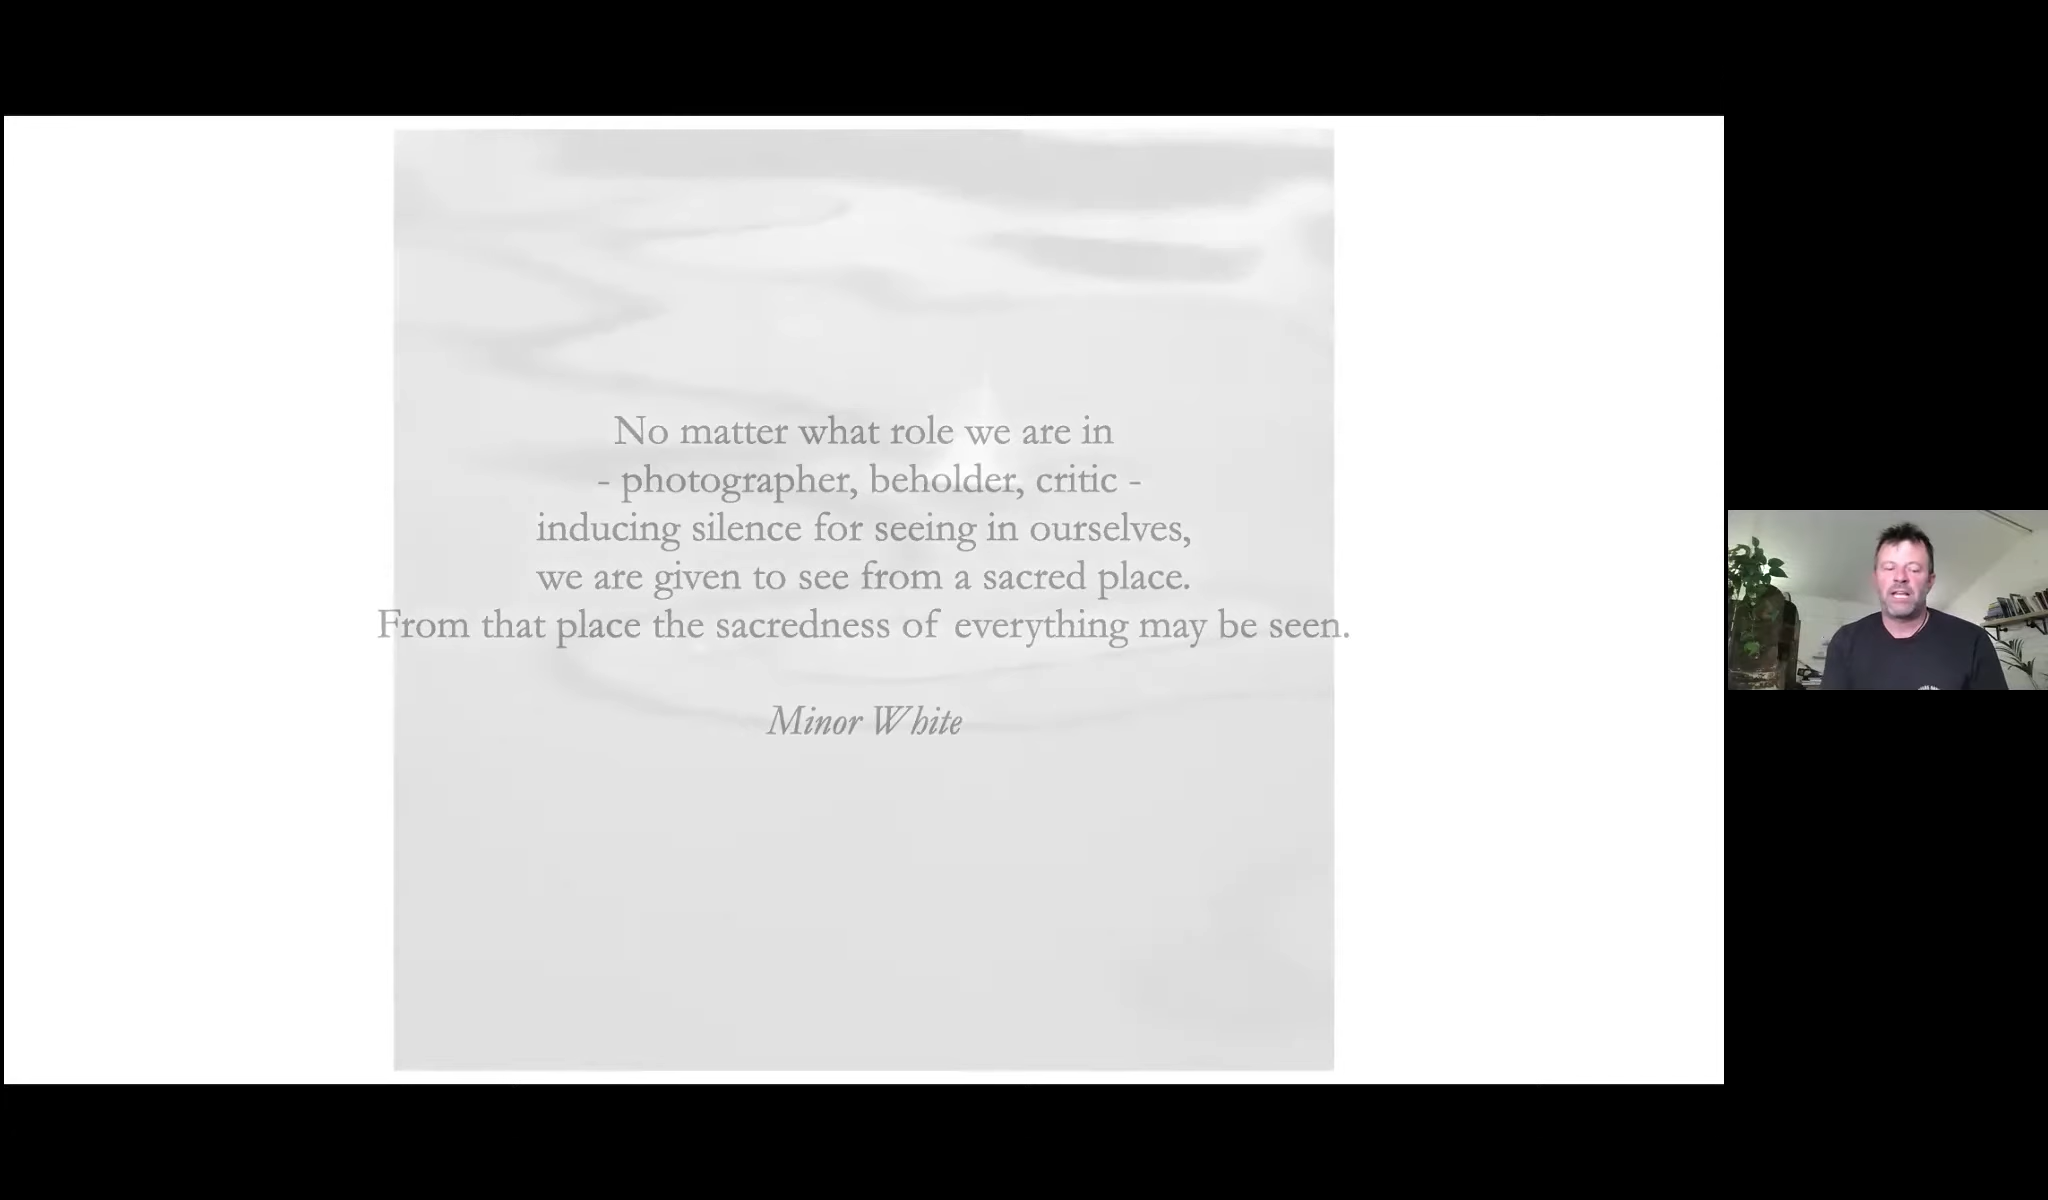 No matter what role we are in
- photographer, beholder, critic -
inducing silence for seeing in ourselves,
we are given to see from a sacred place.
From that place the sacredness of everything may be seen.
Minor White